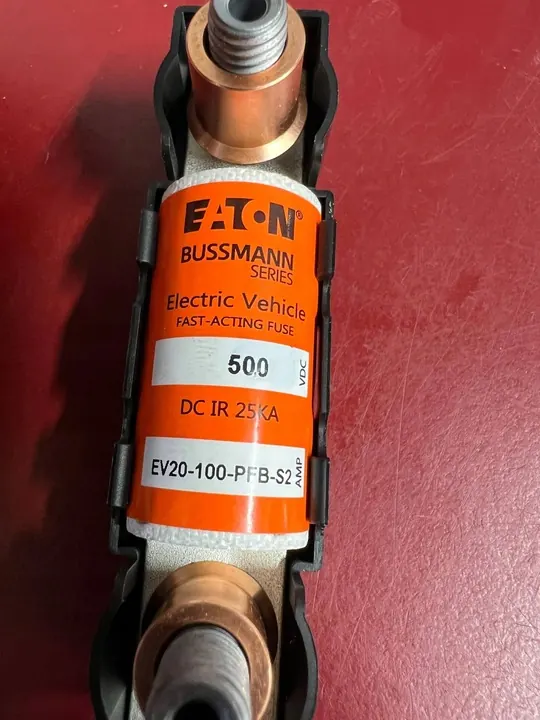 EATON®
BUSSMANN
SERIES
Electric Vehicle
FAST-ACTING FUSE
500 VDC
DC IR 25KA
EV20-100-PFB-S2 AMP